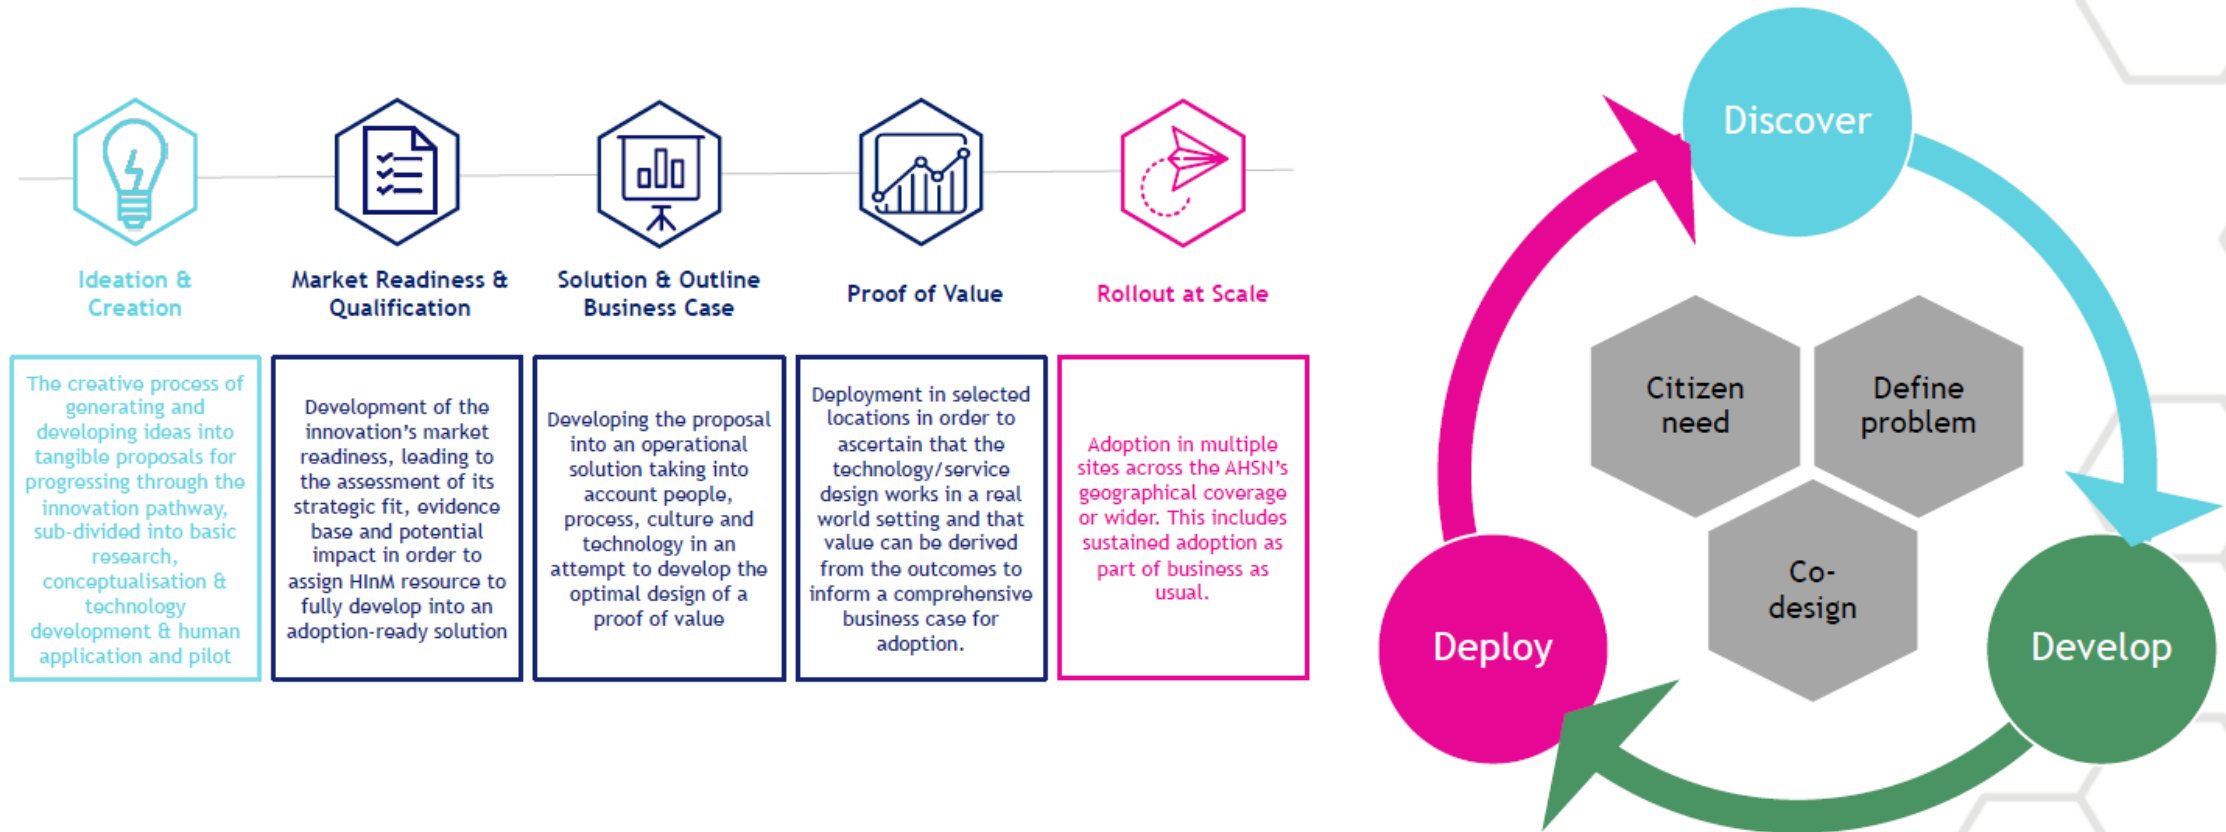 Ideation &
Creation
The creative process of
generating and
developing ideas into
tangible proposals for
progressing through the
innovation pathway,
sub-divided into basic
research,
conceptualisation &
technology
development & human
application and pilot
Market Readiness &
Qualification
Development of the
innovation's market
readiness, leading to
the assessment of its
strategic fit, evidence
base and potential
impact in order to
assign HInM resource to
fully develop into an
adoption-ready solution
Solution & Outline
Business Case
Developing the proposal
into an operational
solution taking into
account people,
process, culture and
technology in an
attempt to develop the
optimal design of a
proof of value
Proof of Value
Deployment in selected
locations in order to
ascertain that the
technology/service
design works in a real
world setting and that
value can be derived
from the outcomes to
inform a comprehensive
business case for
adoption.
Rollout at Scale
Adoption in multiple
sites across the AHSN's
geographical coverage
or wider. This includes
sustained adoption as
part of business as
usual.
Discover
Citizen
need
Define
problem
Co-
design
Deploy
Develop